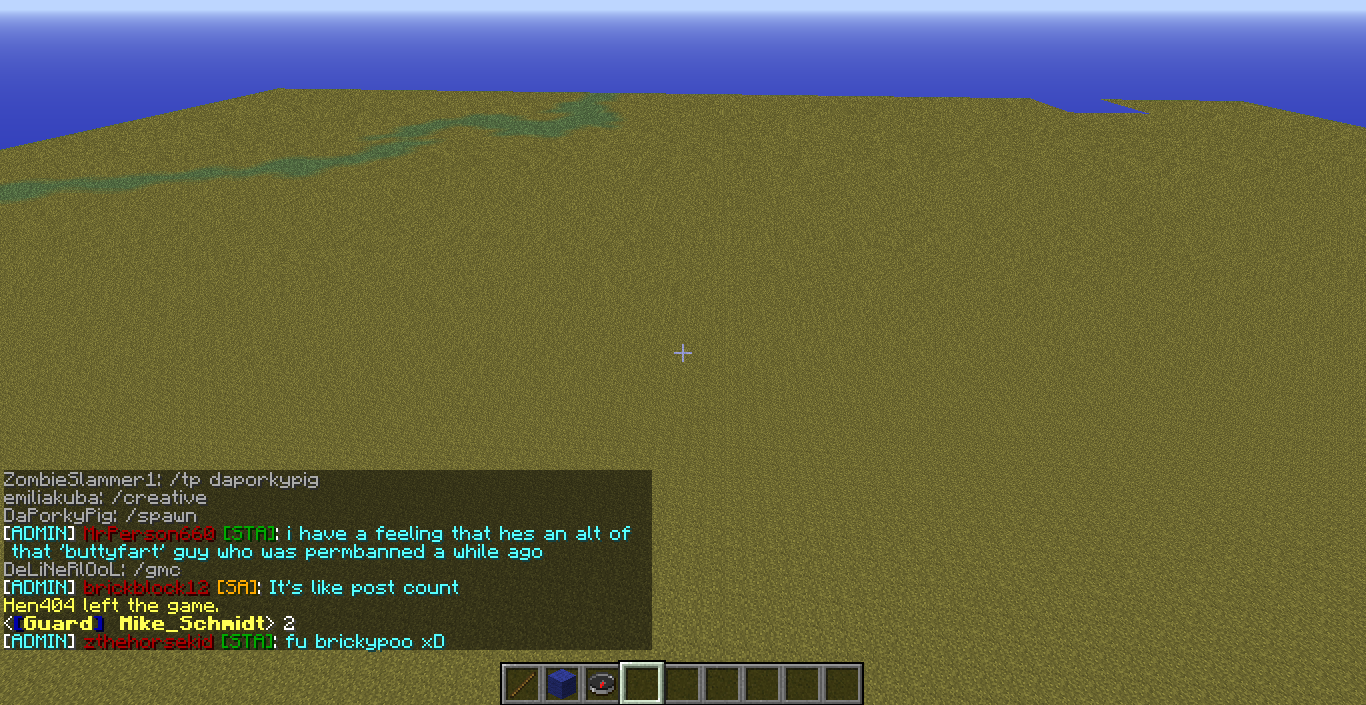 ZombieSlammer1: /tp daporkypig
emiliakuba: /creative
DaPorkyPig: /spawn
[ADMIN] MrPerson660 [STA]: i have a feeling that hes an alt of
that 'buttyfart' guy who was permbanned a while ago
DeLiNeRlOoL: /gmc
[ADMIN] brickblock12 [SA]: It's like post count
Hen404 left the game.
<[Guard] Mike_Schmidt> 2
[ADMIN] zthehorsekid [STA]: fu brickypoo xD